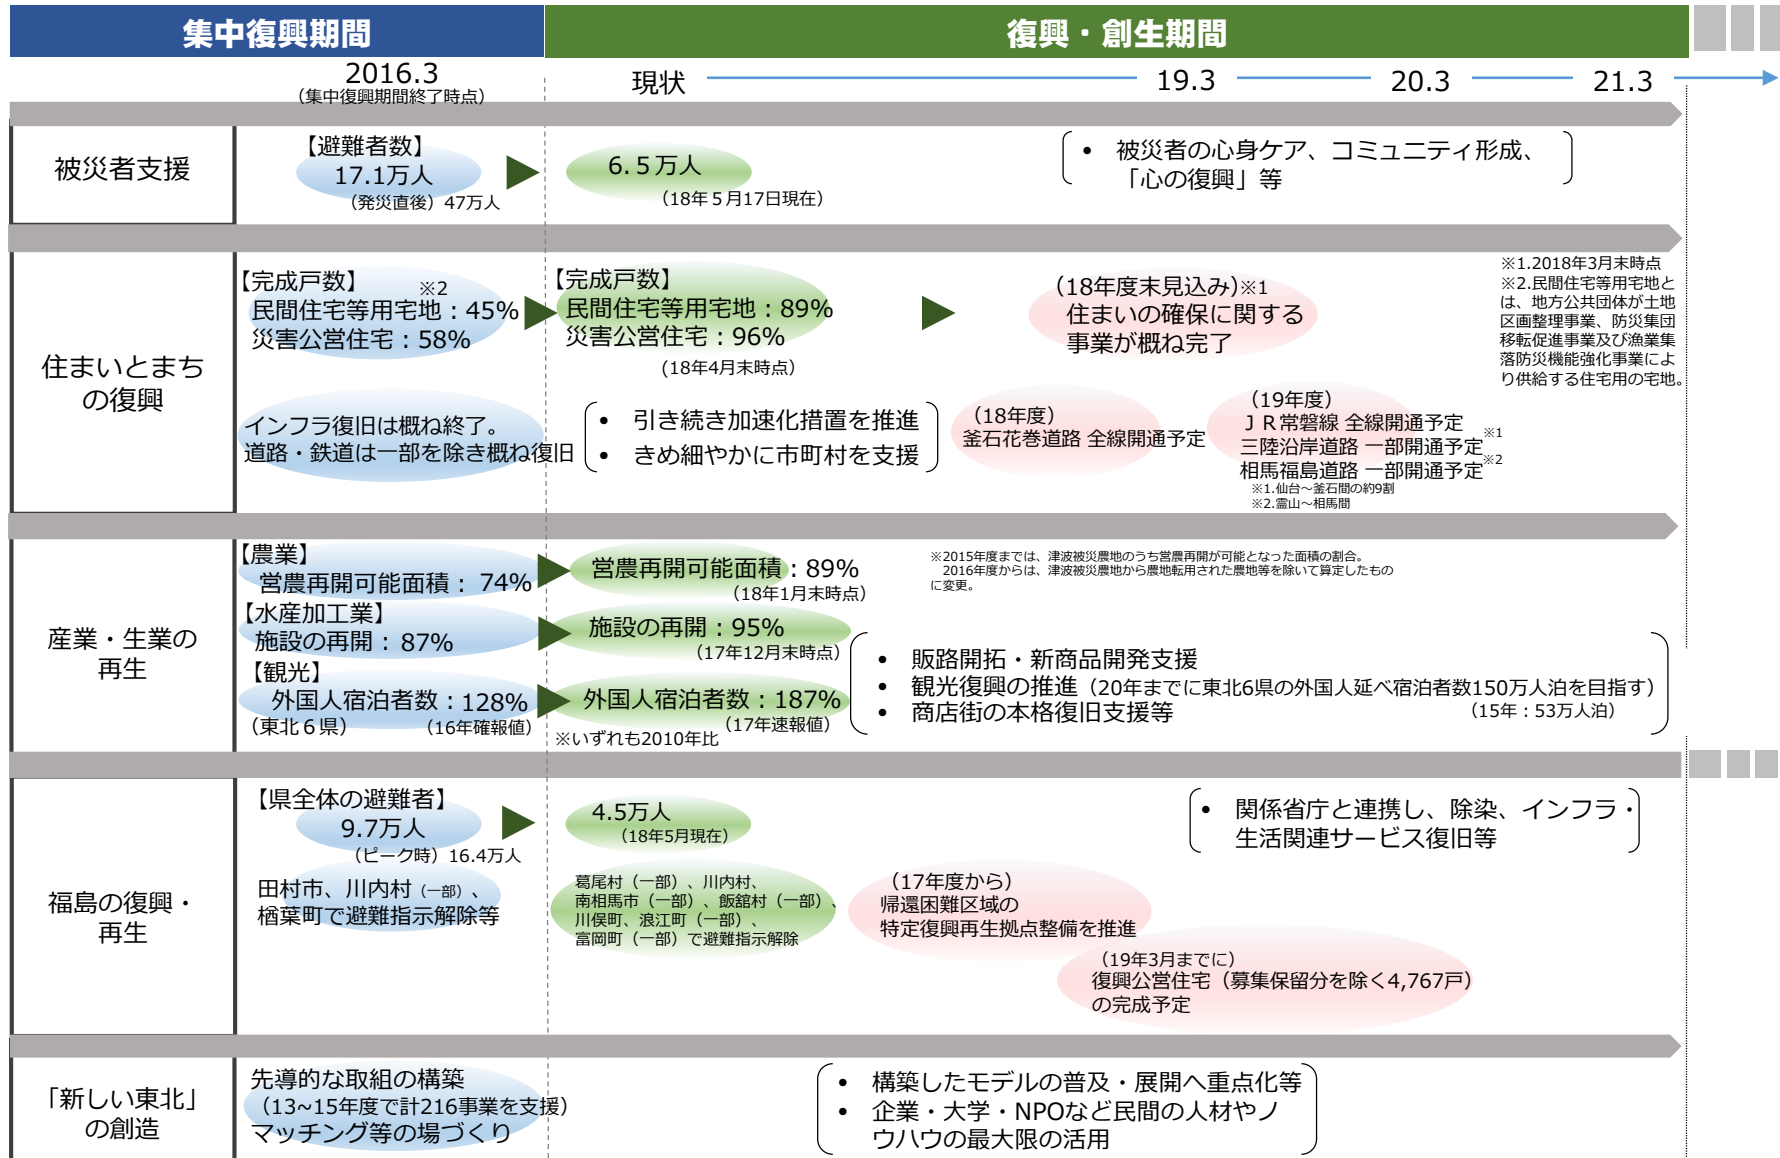 集中復興期間
復興・創生期間
2016.3
(集中復興期間終了時点)
現状
19.3
20.3
21.3
被災者支援
【避難者数】
17.1万人
(発災直後) 47万人
6.5万人
(18年5月17日現在)
• 被災者の心身ケア、コミュニティ形成、
「心の復興」等
住まいとまち
の復興
【完成戸数】 ※2
民間住宅等用宅地：45%
災害公営住宅：58%
【完成戸数】
民間住宅等用宅地：89%
災害公営住宅：96%
(18年4月末時点)
(18年度末見込み)※1
住まいの確保に関する
事業が概ね完了
※1.2018年3月末時点
※2.民間住宅等用宅地と
は、地方公共団体が土地
区画整理事業、防災集団
移転促進事業及び漁業集
落防災機能強化事業によ
り供給する住宅用の宅地。
インフラ復旧は概ね終了。
道路・鉄道は一部を除き概ね復旧
• 引き続き加速化措置を推進
• きめ細やかに市町村を支援
(18年度)
釜石花巻道路 全線開通予定
(19年度)
ＪＲ常磐線 全線開通予定
三陸沿岸道路 一部開通予定※1
相馬福島道路 一部開通予定※2
※1.仙台～釜石間の約9割
※2.霊山～相馬間
産業・生業の
再生
【農業】
営農再開可能面積：74%
営農再開可能面積：89%
(18年1月末時点)
※2015年度までは、津波被災農地のうち営農再開が可能となった面積の割合。
2016年度からは、津波被災農地から農地転用された農地等を除いて算定したもの
に変更。
【水産加工業】
施設の再開：87%
施設の再開：95%
(17年12月末時点)
【観光】
外国人宿泊者数：128%
(東北６県) (16年確報値)
外国人宿泊者数：187%
(17年速報値)
※いずれも2010年比
• 販路開拓・新商品開発支援
• 観光復興の推進 (20年までに東北6県の外国人延べ宿泊者数150万人泊を目指す)
• 商店街の本格復旧支援等
(15年：53万人泊)
福島の復興・
再生
【県全体の避難者】
9.7万人
(ピーク時) 16.4万人
4.5万人
(18年5月現在)
• 関係省庁と連携し、除染、インフラ・
生活関連サービス復旧等
田村市、川内村 (一部)、
楢葉町で避難指示解除等
葛尾村（一部）、川内村、
南相馬市（一部）、飯舘村（一部）、
川俣町、浪江町（一部）、
富岡町（一部）で避難指示解除
(17年度から)
帰還困難区域の
特定復興再生拠点整備を推進
(19年3月までに)
復興公営住宅（募集保留分を除く4,767戸）
の完成予定
「新しい東北」
の創造
先導的な取組の構築
(13~15年度で計216事業を支援)
マッチング等の場づくり
• 構築したモデルの普及・展開へ重点化等
• 企業・大学・NPOなど民間の人材やノ
ウハウの最大限の活用